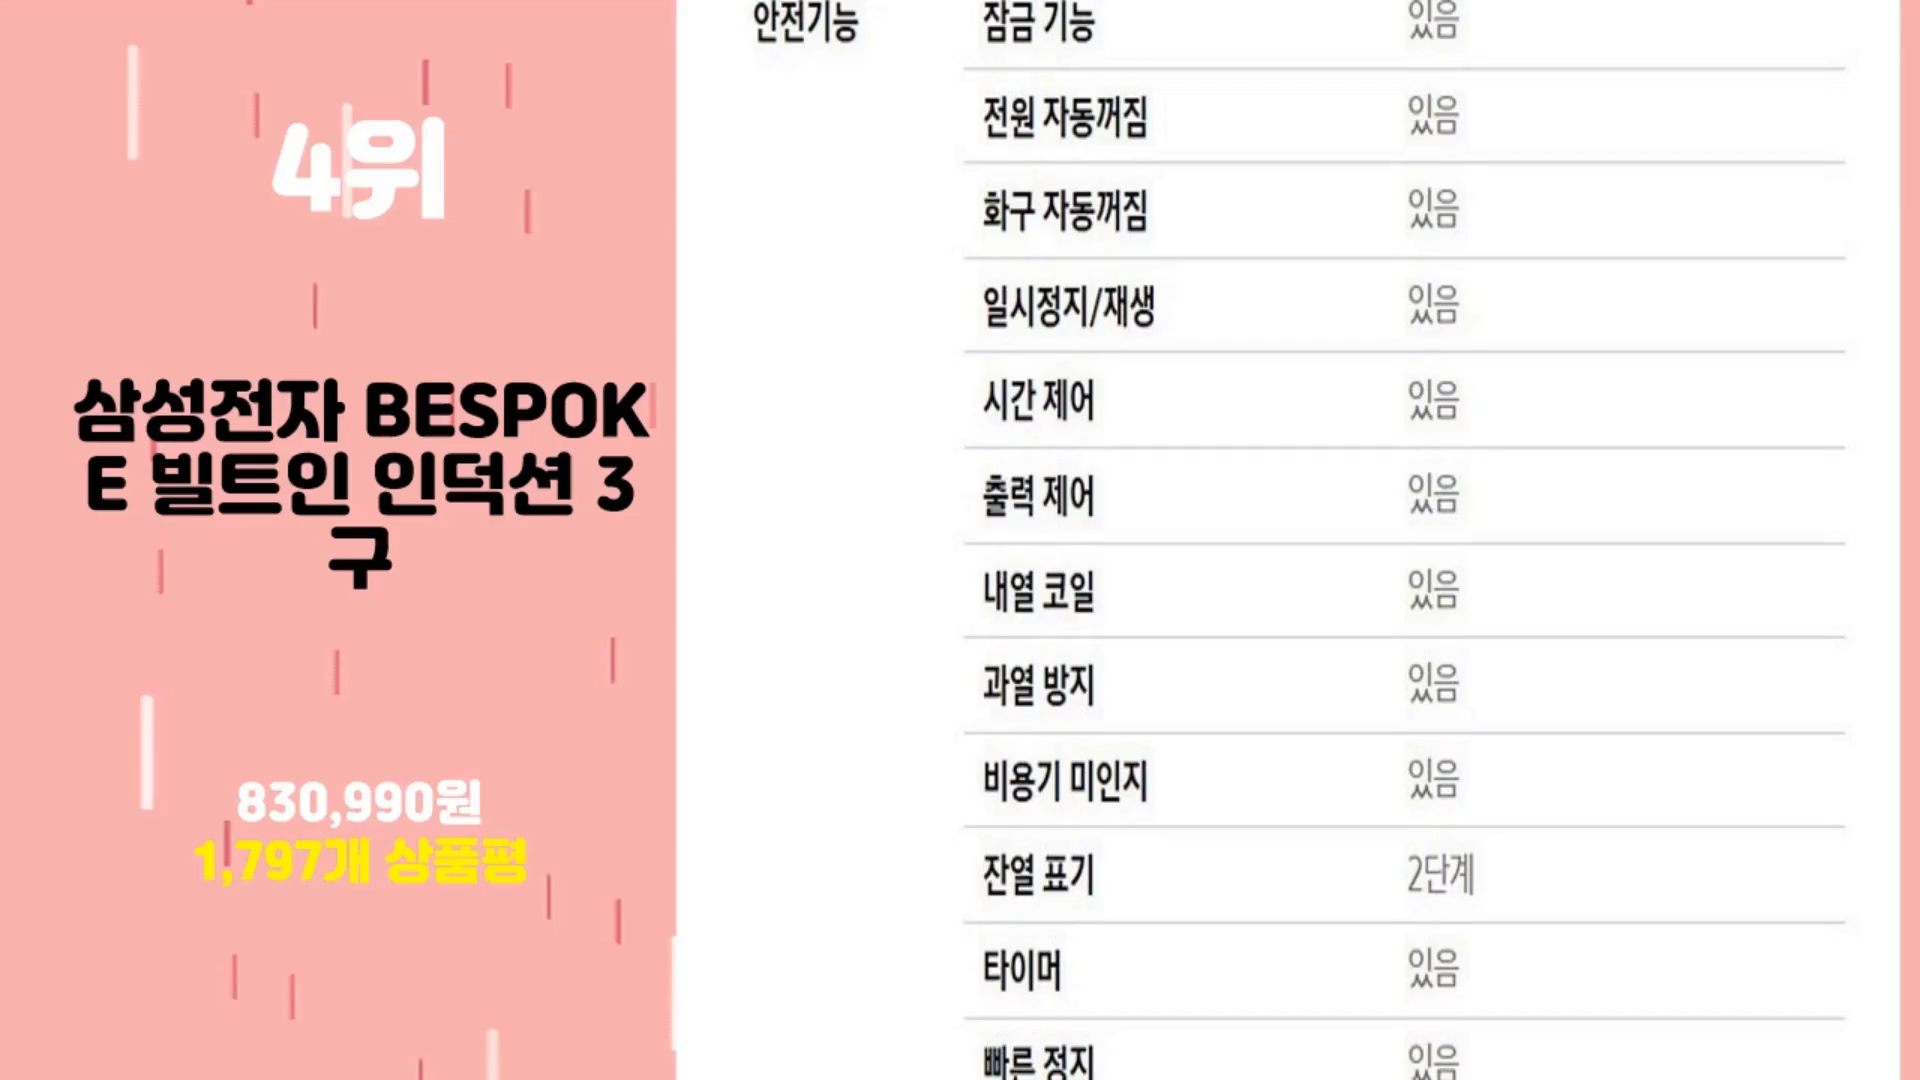 4위
삼성전자 BESPOK
E 빌트인 인덕션 3
구
830,990원
1,797개 상품평
안전기능 잠금 기능 있음
전원 자동꺼짐 있음
화구 자동꺼짐 있음
일시정지/재생 있음
시간 제어 있음
출력 제어 있음
내열 코일 있음
과열 방지 있음
비용기 미인지 있음
잔열 표기 2단계
타이머 있음
빠른 정지 있음